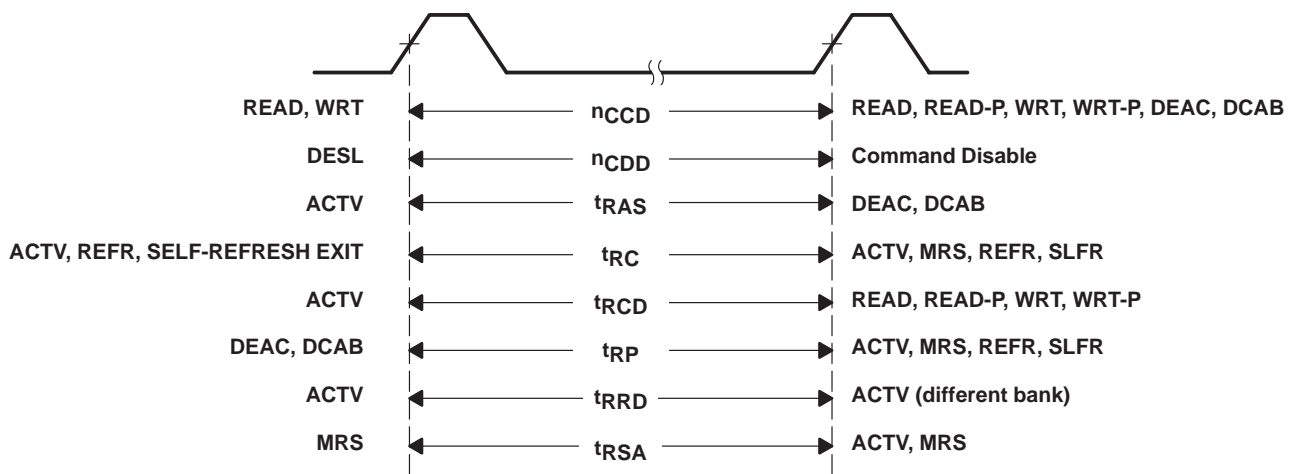 READ, WRT nCCD READ, READ-P, WRT, WRT-P, DEAC, DCAB
DESL nCDD Command Disable
ACTV tRAS DEAC, DCAB
ACTV, REFR, SELF-REFRESH EXIT tRC ACTV, MRS, REFR, SLFR
ACTV tRCD READ, READ-P, WRT, WRT-P
DEAC, DCAB tRP ACTV, MRS, REFR, SLFR
ACTV tRRD ACTV (different bank)
MRS tRSA ACTV, MRS